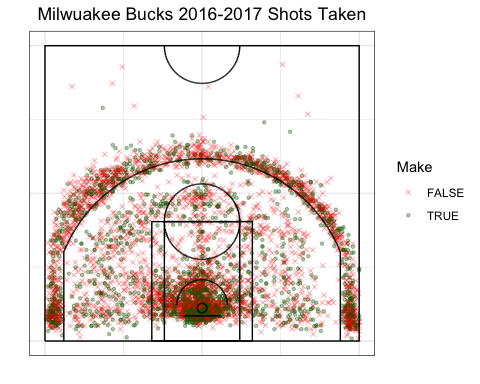 Milwuakee Bucks 2016-2017 Shots Taken
Make
FALSE
TRUE